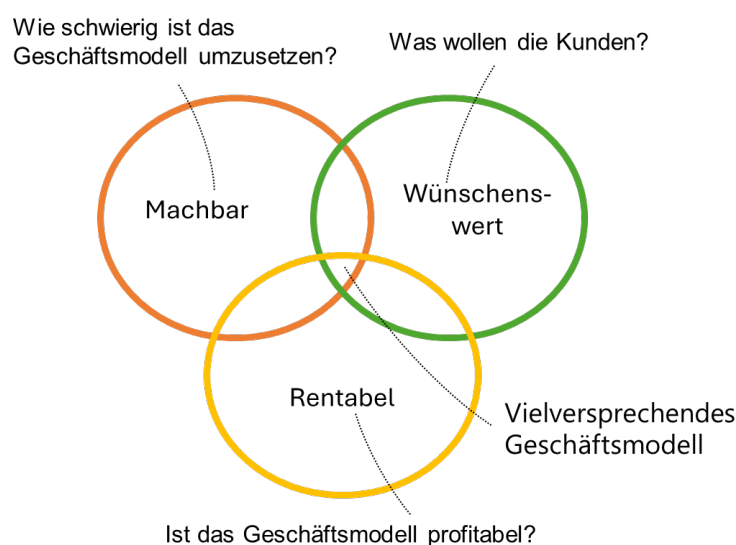 Wie schwierig ist das
Geschäftsmodell umzusetzen?
Was wollen die Kunden?
Machbar
Wünschens-
wert
Rentabel
Vielversprechendes
Geschäftsmodell
Ist das Geschäftsmodell profitabel?